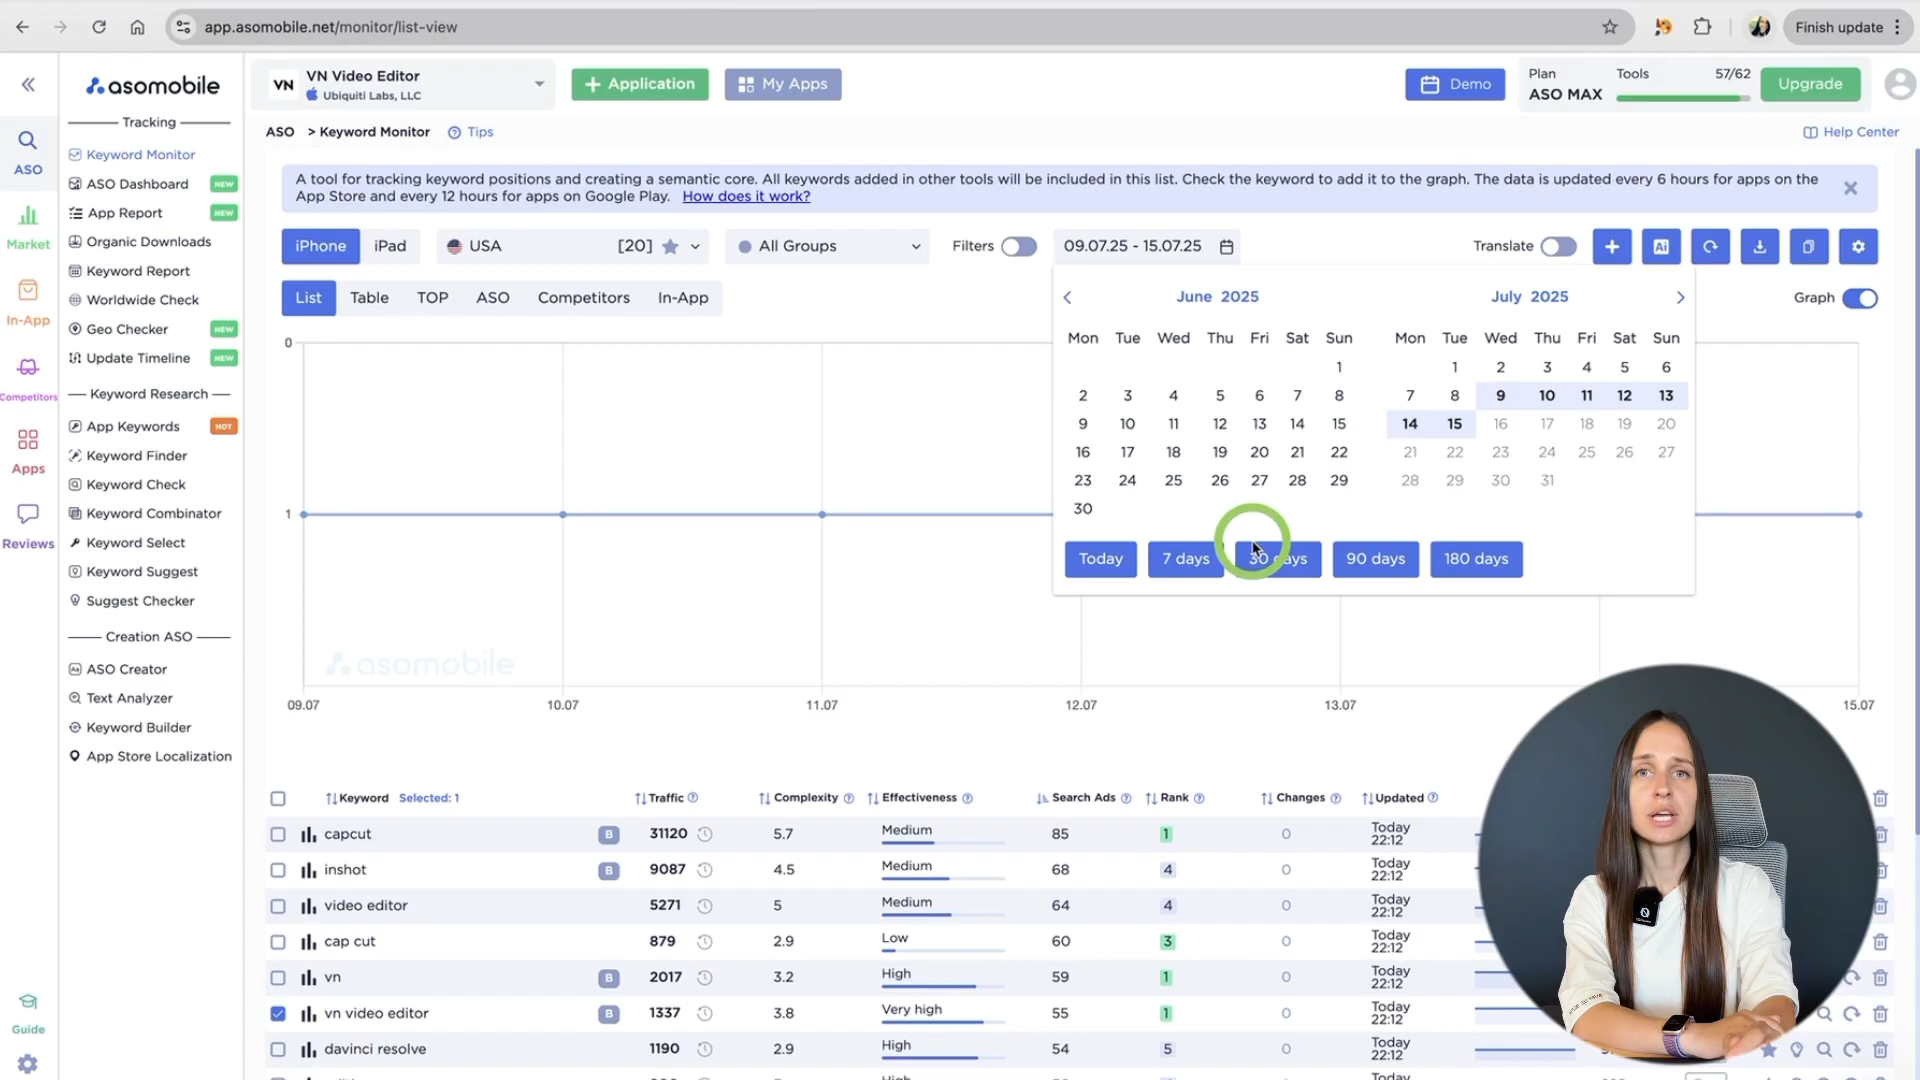 app.asomobile.net/monitor/list-view
Finish update
asomobile
VN
VN Video Editor
Ubiquiti Labs, LLC
+ Application
My Apps
Demo
Plan
ASO MAX
Tools 57/62
Upgrade
ASO > Keyword Monitor
Tips
Help Center
ASO
Market
In-App
Competitors
Apps
Reviews
Guide
Tracking
Keyword Monitor
ASO Dashboard NEW
App Report NEW
Organic Downloads
Keyword Report
Worldwide Check
Geo Checker NEW
Update Timeline NEW
Keyword Research
App Keywords HOT
Keyword Finder
Keyword Check
Keyword Combinator
Keyword Select
Keyword Suggest
Suggest Checker
Creation ASO
ASO Creator
Text Analyzer
Keyword Builder
App Store Localization
A tool for tracking keyword positions and creating a semantic core. All keywords added in other tools will be included in this list. Check the keyword to add it to the graph. The data is updated every 6 hours for apps on the
App Store and every 12 hours for apps on Google Play. How does it work?
iPhone iPad USA [20] All Groups Filters 09.07.25 - 15.07.25 Translate Ai
List Table TOP ASO Competitors In-App Graph
June 2025 July 2025
Mon Tue Wed Thu Fri Sat Sun Mon Tue Wed Thu Fri Sat Sun
1 1 2 3 4 5 6
2 3 4 5 6 7 8 7 8 9 10 11 12 13
9 10 11 12 13 14 15 14 15 16 17 18 19 20
16 17 18 19 20 21 22 21 22 23 24 25 26 27
23 24 25 26 27 28 29 28 29 30 31
30
Today 7 days 30 days 90 days 180 days
0
1
asomobile
09.07 10.07 11.07 12.07 13.07 15.07
Keyword Selected: 1 Traffic Complexity Effectiveness Search Ads Rank Changes Updated
capcut B 31120 5.7 Medium 85 1 0 Today 22:12
inshot B 9087 4.5 Medium 68 4 0 Today 22:12
video editor 5271 5 Medium 64 4 0 Today 22:12
cap cut 879 2.9 Low 60 3 0 Today 22:12
vn B 2017 3.2 High 59 1 0 Today 22:12
vn video editor B 1337 3.8 Very high 55 1 0 Today 22:12
davinci resolve 1190 2.9 High 54 5 0 Today 22:12